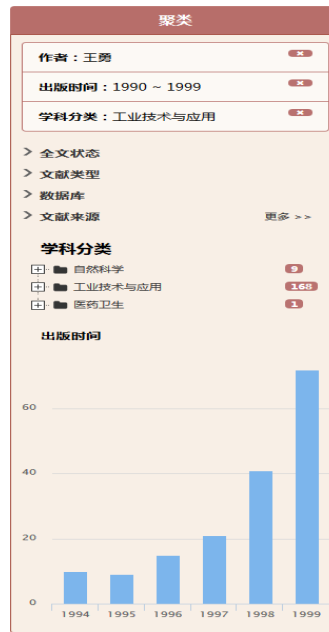 聚类
作者：王勇
出版时间：1990 ~ 1999
学科分类：工业技术与应用
全文状态
文献类型
数据库
文献来源 更多 >>
学科分类
自然科学 9
工业技术与应用 168
医药卫生 1
出版时间
60
40
20
0
1994 1995 1996 1997 1998 1999